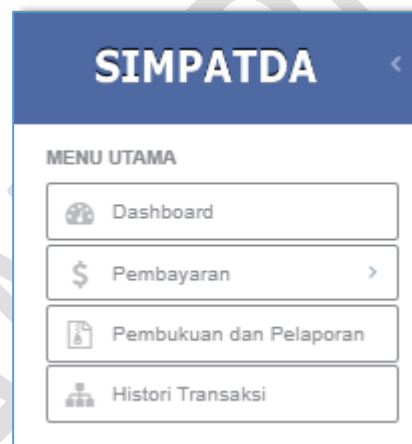 SIMPATDA
MENU UTAMA
Dashboard
Pembayaran
Pembukuan dan Pelaporan
Histori Transaksi